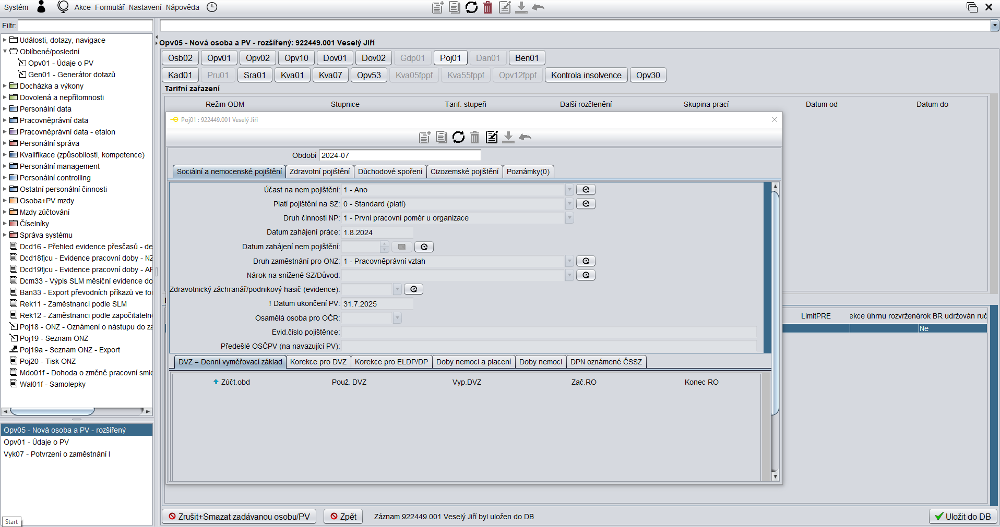 Systém Akce Formulář Nastavení Nápověda
Filtr:
Události, dotazy, navigace
Oblíbené/poslední
Opv01 - Údaje o PV
Gen01 - Generátor dotazů
Docházka a výkony
Dovolená a nepřítomnosti
Personální data
Pracovněprávní data
Pracovněprávní data - etalon
Personální správa
Kvalifikace (způsobilosti, kompetence)
Personální management
Personální controlling
Ostatní personální činnosti
Osoba+PV mzdy
Mzdy zúčtování
Číselníky
Správa systému
Dcd16 - Přehled evidence přesčasů - de
Dcd18fjcu - Evidence pracovní doby - NZ
Dcd19fjcu - Evidence pracovní doby - AF
Dcm33 - Výpis SLM měsíční evidence do
Ban33 - Export převodních příkazů ve for
Rek11 - Zaměstnanci podle SLM
Rek12 - Zaměstnanci podle započitatelno
Poj18 - ONZ - Oznámení o nástupu do za
Poj19 - Seznam ONZ
Poj19a - Seznam ONZ - Export
Poj20 - Tisk ONZ
Mdo01f - Dohoda o změně pracovní smlo
Wal01f - Samolepky
Opv05 - Nová osoba a PV - rozšířený
Opv01 - Údaje o PV
Vyk07 - Potvrzení o zaměstnání I
Start
Opv05 - Nová osoba a PV - rozšířený: 922449.001 Veselý Jiří
Osb02 Opv01 Opv02 Opv10 Dov01 Dov02 Gdp01 Poj01 Dan01 Ben01
Kad01 Pru01 Sra01 Kva01 Kva07 Opv53 Kva05fppf Kva55fppf Opv12fppf Kontrola insolvence Opv30
Tarifní zařazení
Režim ODM Stupnice Tarif. stupeň Další rozčlenění Skupina prací Datum od Datum do
Poj01 : 922449.001 Veselý Jiří
Období 2024-07
Sociální a nemocenské pojištění Zdravotní pojištění Důchodové spoření Cizozemské pojištění Poznámky(0)
Účast na nem.pojištění: 1 - Ano
Platí pojištění na SZ: 0 - Standard (platí)
Druh činnosti NP: 1 - První pracovní poměr u organizace
Datum zahájení práce: 1.8.2024
Datum zahájení nem.pojištění:
Druh zaměstnání pro ONZ: 1 - Pracovněprávní vztah
Nárok na snížené SZ/Důvod:
Zdravotnický záchranář/podnikový hasič (evidence):
! Datum ukončení PV: 31.7.2025
Osamělá osoba pro OČR:
Evid.číslo pojištěnce:
Předešlé OSČPV (na navazující PV):
DVZ = Denní vyměřovací základ Korekce pro DVZ Korekce pro ELDP/DP Doby nemoci a placení Doby nemoci DPN oznámené ČSSZ
Zúčt.obd Použ. DVZ Vyp.DVZ Zač.RO Konec RO
LimitPRE ekce úhrnu rozvržené rok BR udržován ruč
Ne
Zrušit+Smazat zadávanou osobu/PV Zpět Záznam 922449.001 Veselý Jiří byl uložen do DB Uložit do DB